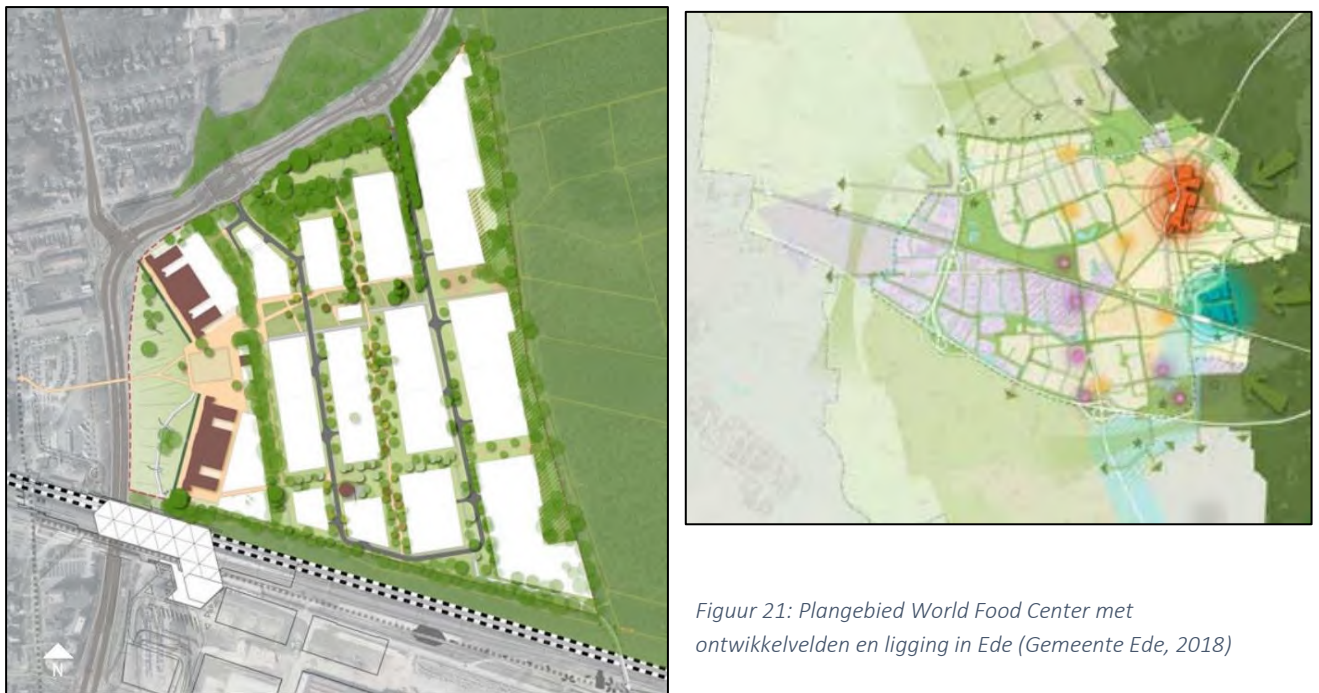 N
Figuur 21: Plangebied World Food Center met
ontwikkelvelden en ligging in Ede (Gemeente Ede, 2018)